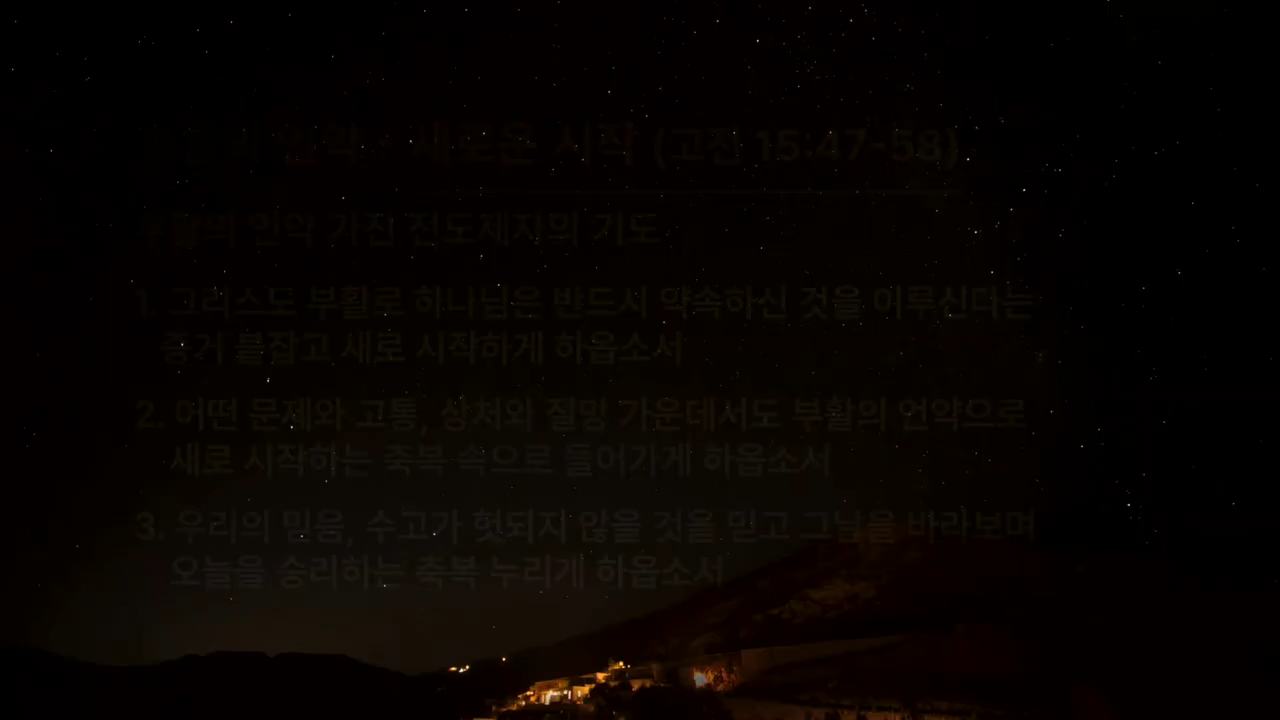 언약 · 새로운 시작 (고전 15:47-58)
부활의 언약 가진 전도제자의 기도
1. 그리스도 부활로 하나님은 반드시 약속하신 것을 이루신다는
증거 붙잡고 새로 시작하게 하옵소서
2. 어떤 문제와 고통, 상처와 질밍 가운데서도 부활의 언약으로
새로 시작하는 축복 속으로 들어가게 하옵소서
3. 우리의 믿음, 수고가 헛되지 않을 것을 믿고 그님을 바라보며
오늘을 승리하는 축복 누리게 하옵소서